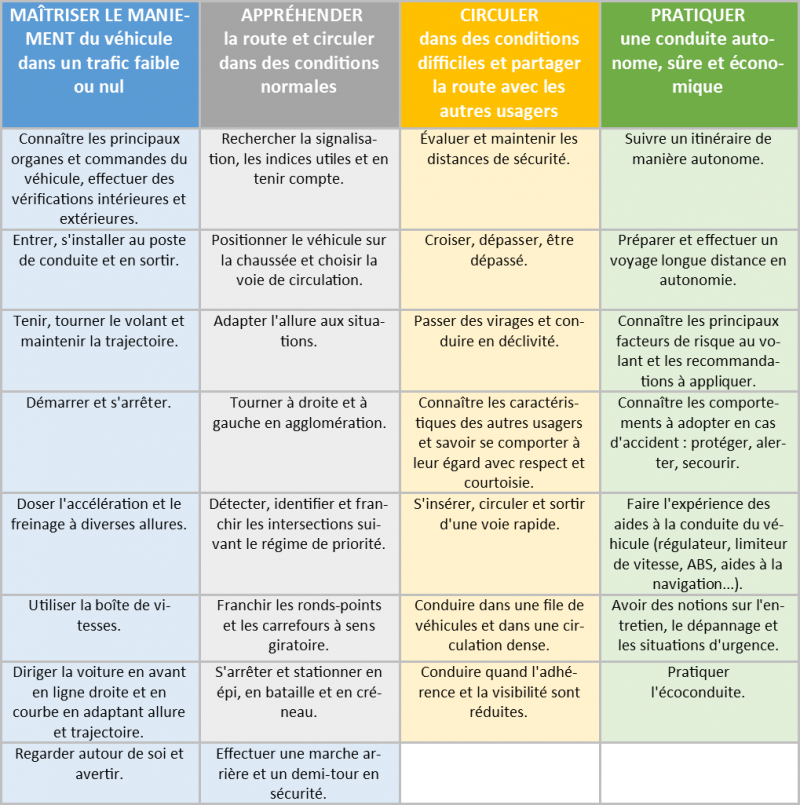 MAÎTRISER LE MANIE-
MENT du véhicule
dans un trafic faible
ou nul
APPRÉHENDER
la route et circuler
dans des conditions
normales
CIRCULER
dans des conditions
difficiles et partager
la route avec les
autres usagers
PRATIQUER
une conduite auto-
nome, sûre et écono-
mique
Connaître les principaux
organes et commandes du
véhicule, effectuer des
vérifications intérieures et
extérieures.
Rechercher la signalisa-
tion, les indices utiles et en
tenir compte.
Évaluer et maintenir les
distances de sécurité.
Suivre un itinéraire de
manière autonome.
Entrer, s'installer au poste
de conduite et en sortir.
Positionner le véhicule sur
la chaussée et choisir la
voie de circulation.
Croiser, dépasser, être
dépassé.
Préparer et effectuer un
voyage longue distance en
autonomie.
Tenir, tourner le volant et
maintenir la trajectoire.
Adapter l'allure aux situa-
tions.
Passer des virages et con-
duire en déclivité.
Connaître les principaux
facteurs de risque au vo-
lant et les recommanda-
tions à appliquer.
Démarrer et s'arrêter.
Tourner à droite et à
gauche en agglomération.
Connaître les caractéris-
tiques des autres usagers
et savoir se comporter à
leur égard avec respect et
courtoisie.
Connaître les comporte-
ments à adopter en cas
d'accident : protéger, aler-
ter, secourir.
Doser l'accélération et le
freinage à diverses allures.
Détecter, identifier et fran-
chir les intersections sui-
vant le régime de priorité.
S'insérer, circuler et sortir
d'une voie rapide.
Faire l'expérience des
aides à la conduite du vé-
hicule (régulateur, limiteur
de vitesse, ABS, aides à la
navigation...).
Utiliser la boîte de vi-
tesses.
Franchir les ronds-points
et les carrefours à sens
giratoire.
Conduire dans une file de
véhicules et dans une cir-
culation dense.
Avoir des notions sur l'en-
tretien, le dépannage et
les situations d'urgence.
Diriger la voiture en avant
en ligne droite et en
courbe en adaptant allure
et trajectoire.
S'arrêter et stationner en
épi, en bataille et en cré-
neau.
Conduire quand l'adhé-
rence et la visibilité sont
réduites.
Pratiquer
l'écoconduite.
Regarder autour de soi et
avertir.
Effectuer une marche ar-
rière et un demi-tour en
sécurité.